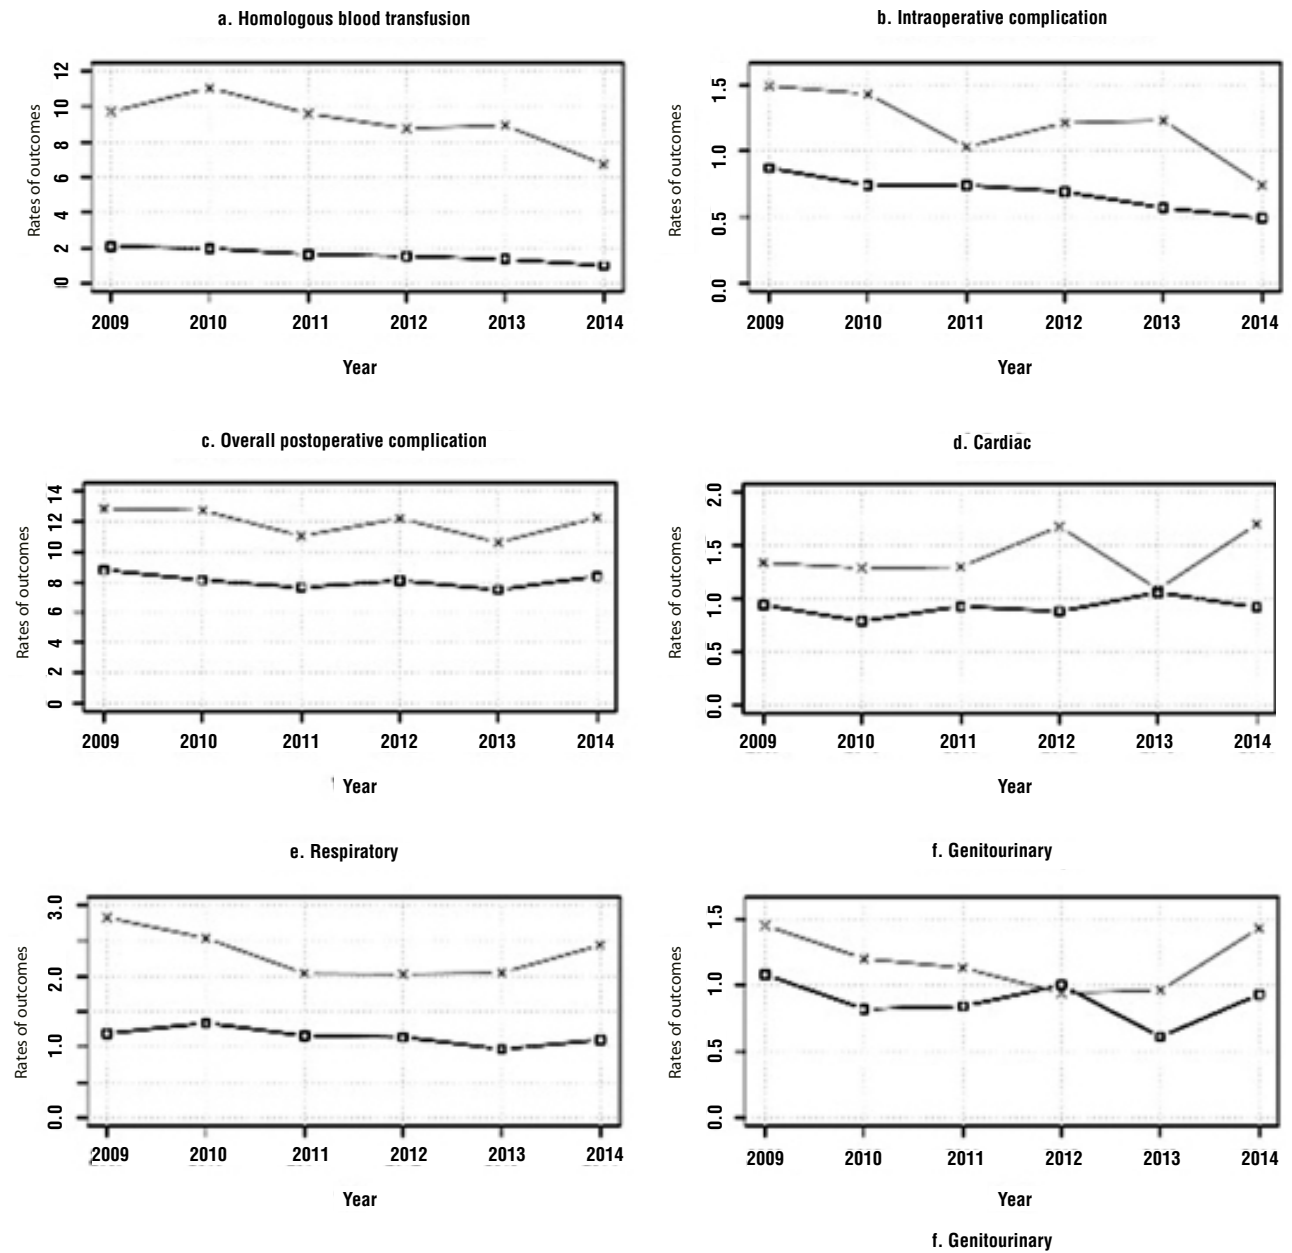 a. Homologous blood transfusion
b. Intraoperative complication
Rates of outcomes
12
10
8
6
4
2
0
2009 2010 2011 2012 2013 2014
Year
Rates of outcomes
1.5
1.0
0.5
0.0
2009 2010 2011 2012 2013 2014
Year
c. Overall postoperative complication
d. Cardiac
Rates of outcomes
14
12
10
8
6
4
2
0
2009 2010 2011 2012 2013 2014
Year
Rates of outcomes
2.0
1.5
1.0
0.5
0.0
2009 2010 2011 2012 2013 2014
Year
e. Respiratory
f. Genitourinary
Rates of outcomes
3.0
2.0
1.0
0.0
2009 2010 2011 2012 2013 2014
Year
Rates of outcomes
1.5
1.0
0.5
0.0
2009 2010 2011 2012 2013 2014
Year
f. Genitourinary